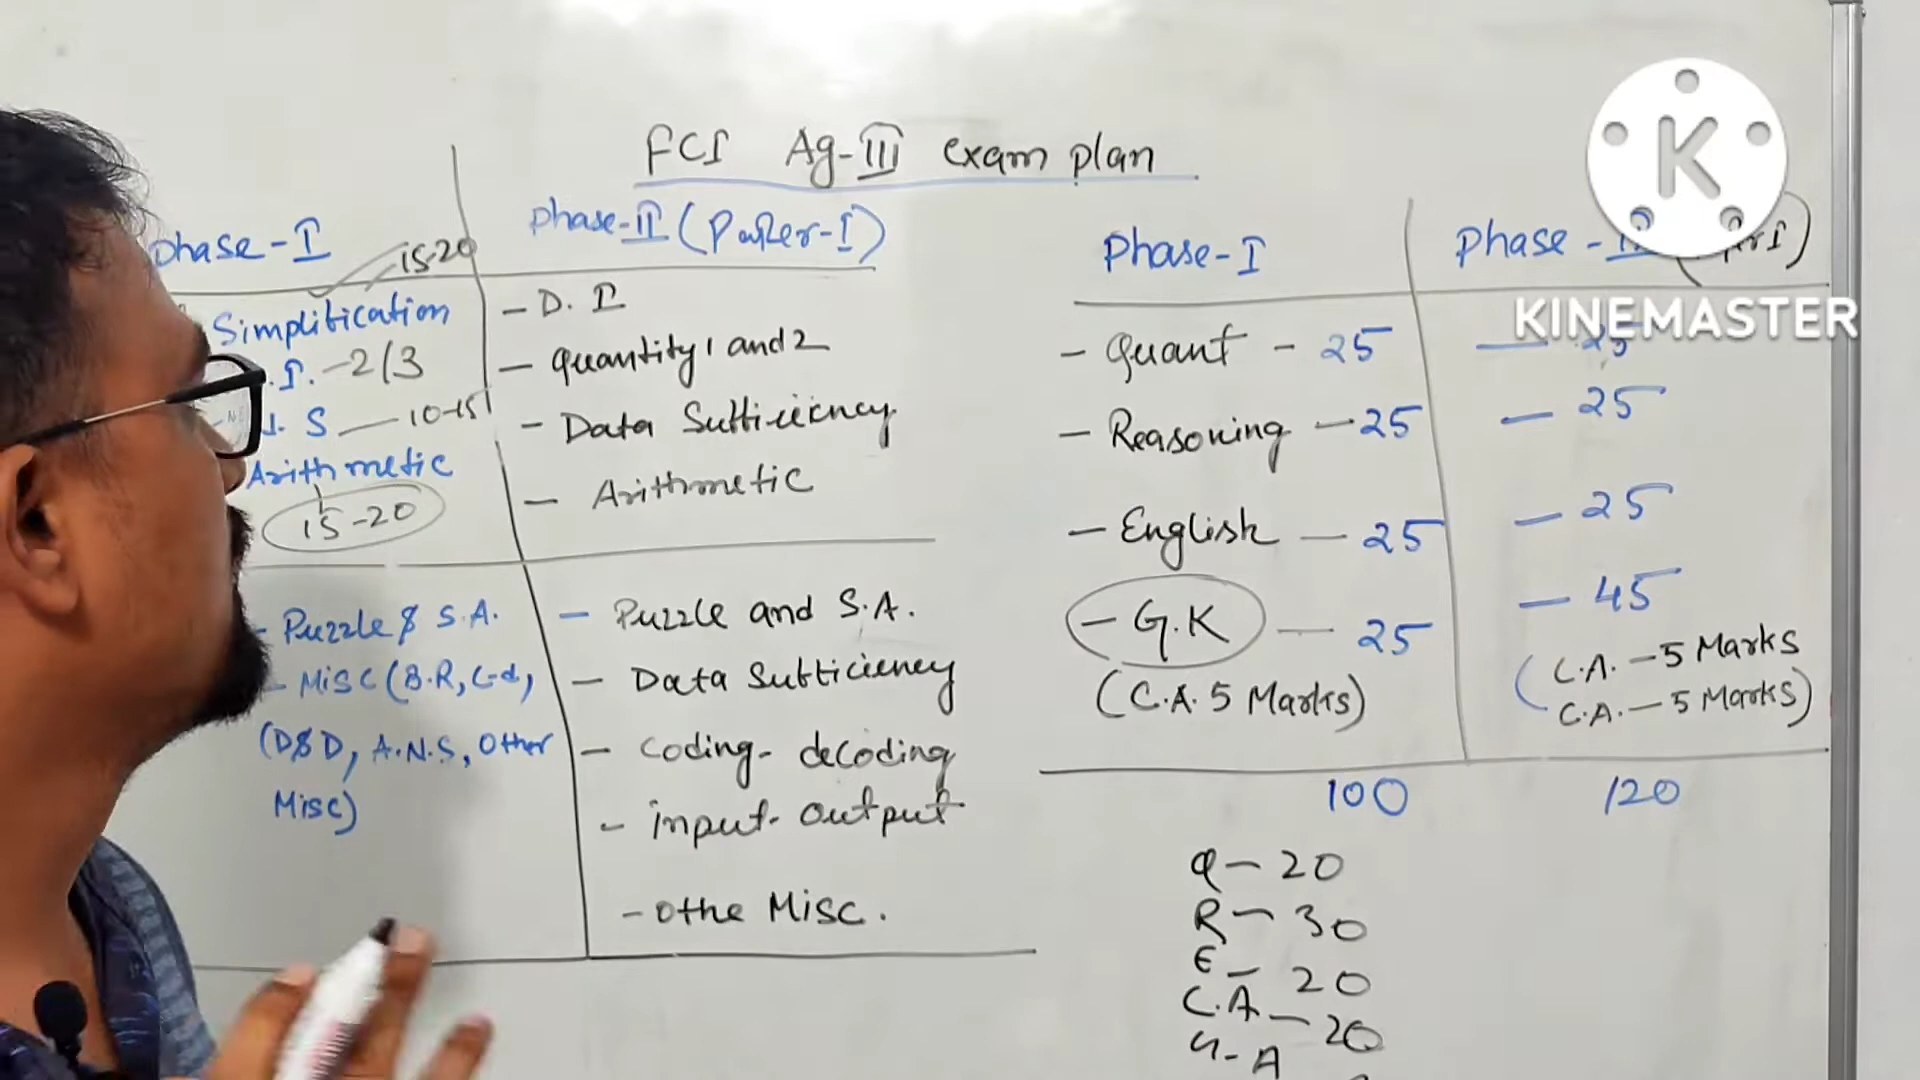 FCI Ag-III exam plan
Phase-I
15-20
Simplification
.I. -2/3
S — 10-15
Arithmetic
15-20
Puzzle & S.A.
- Misc (B.R, C-d,
(D&D, A.N.S, Other
Misc)
Phase-II (Paper-I)
- D.I
- Quantity 1 and 2
- Data Sufficiency
- Arithmetic
- Puzzle and S.A.
- Data Sufficiency
- Coding-decoding
- input-output
- Othe Misc.
Phase-I
- Quant - 25
- Reasoning - 25
- English - 25
- G.K - 25
(C.A. 5 Marks)
100
Phase -
I)
- 25
- 25
- 25
- 45
(C.A. - 5 Marks
C.A. - 5 Marks)
120
Q - 20
R - 30
E - 20
C.A. - 20
G-A
K
KINEMASTER